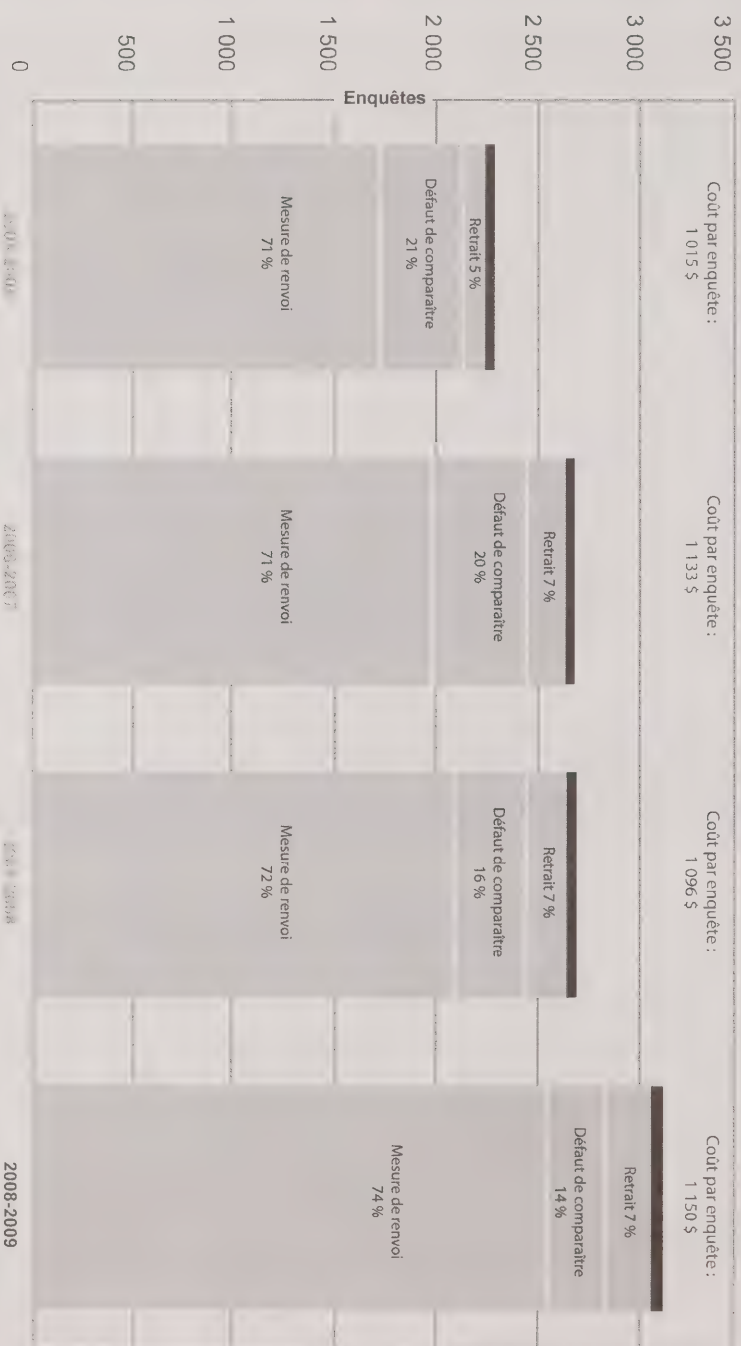 3 500
3 000
2 500
2 000
1 500
1 000
500
0
Enquêtes
Coût par enquête :
1 015 $
Retrait 5 %
Défaut de comparaître
21 %
Mesure de renvoi
71 %
Coût par enquête :
1 133 $
Retrait 7 %
Défaut de comparaître
20 %
Mesure de renvoi
71 %
2006-2007
Coût par enquête :
1 096 $
Retrait 7 %
Défaut de comparaître
16 %
Mesure de renvoi
72 %
Coût par enquête :
1 150 $
Retrait 7 %
Défaut de comparaître
14 %
Mesure de renvoi
74 %
2008-2009